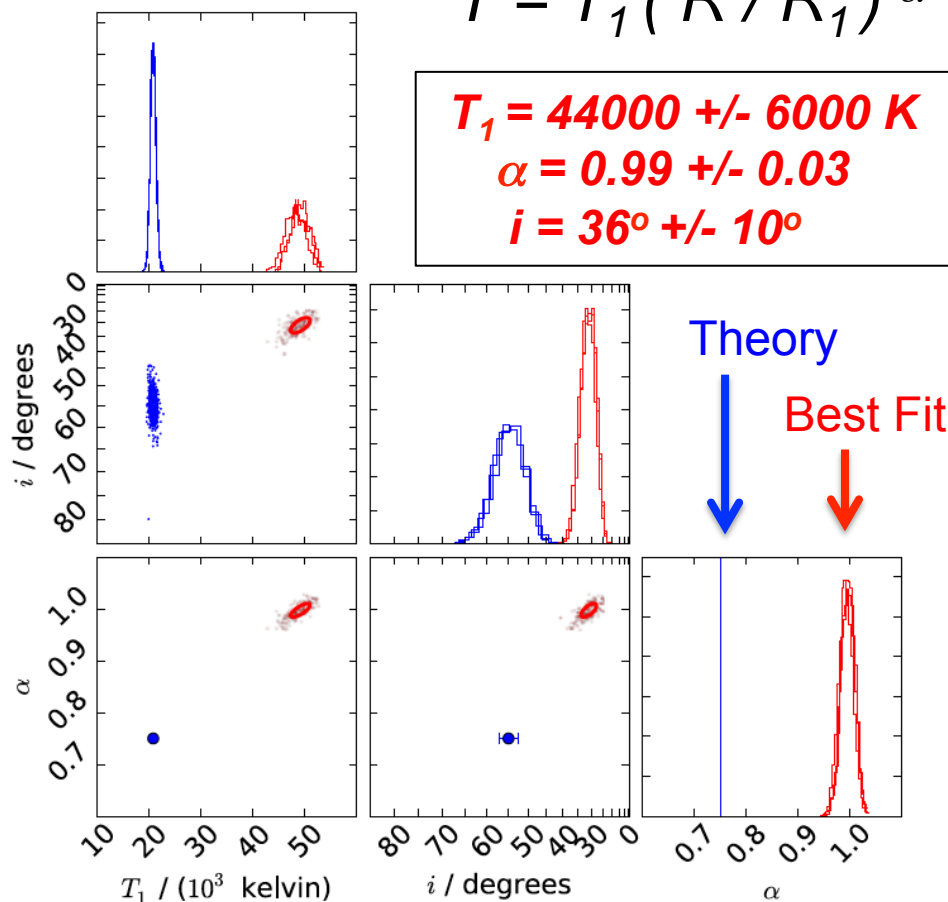 T = T₁ ( R / R₁ )^α
T₁ = 44000 +/- 6000 K
α = 0.99 +/- 0.03
i = 36º +/- 10º
0
30
40
50
60
70
80
i / degrees
Theory
Best Fit
1.0
0.9
0.8
0.7
α
10 20 30 40 50
T₁ / (10³ kelvin)
80 70 60 50 40 30 0
i / degrees
0.7 0.8 0.9 1.0
α